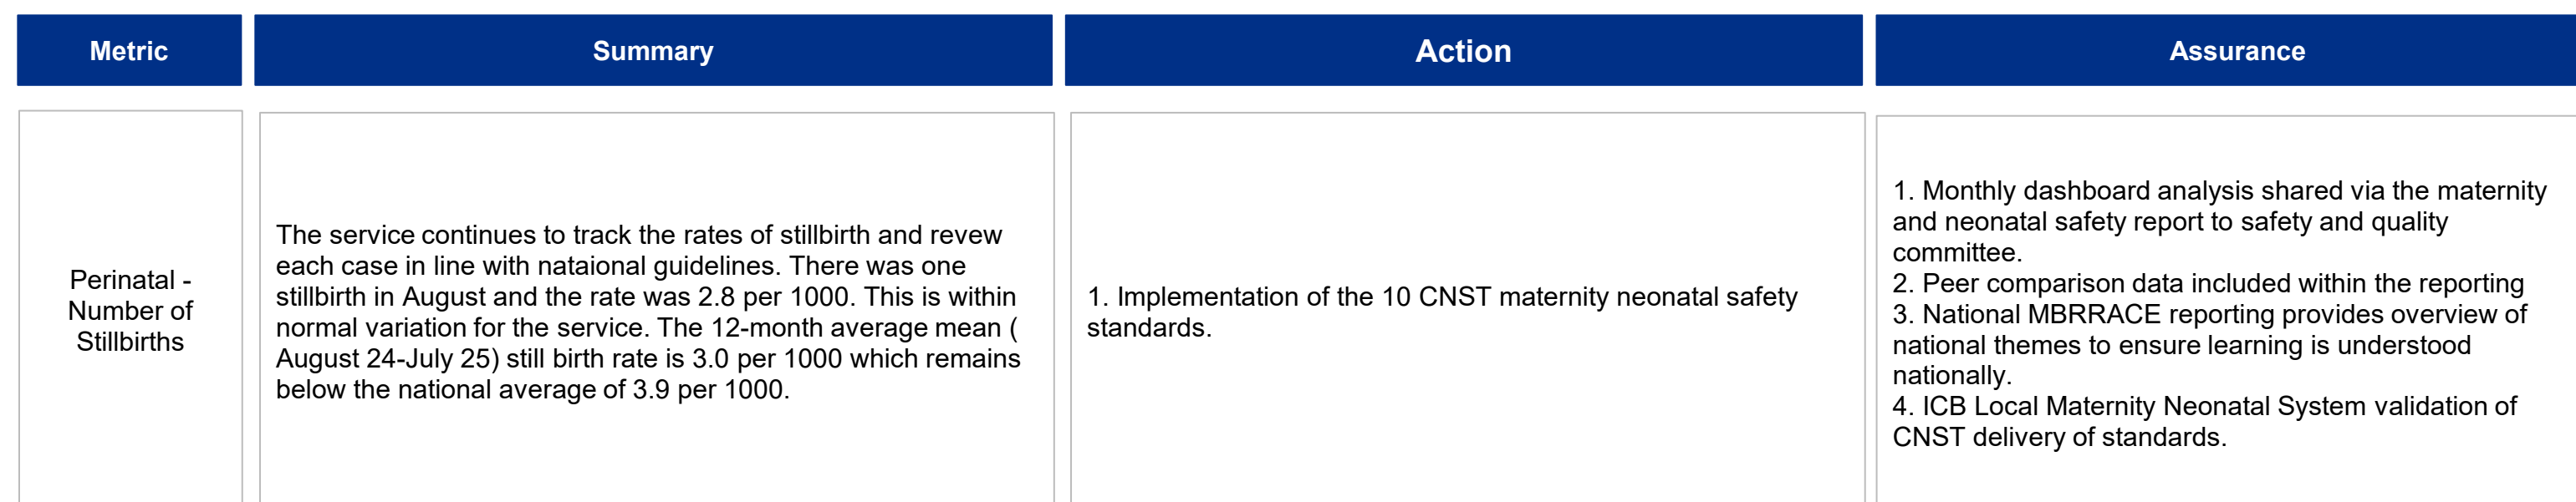 Metric
Summary
Action
Assurance
Perinatal -
Number of
Stillbirths
The service continues to track the rates of stillbirth and revew
each case in line with nataional guidelines. There was one
stillbirth in August and the rate was 2.8 per 1000. This is within
normal variation for the service. The 12-month average mean (
August 24-July 25) still birth rate is 3.0 per 1000 which remains
below the national average of 3.9 per 1000.
1. Implementation of the 10 CNST maternity neonatal safety
standards.
1. Monthly dashboard analysis shared via the maternity
and neonatal safety report to safety and quality
committee.
2. Peer comparison data included within the reporting
3. National MBRRACE reporting provides overview of
national themes to ensure learning is understood
nationally.
4. ICB Local Maternity Neonatal System validation of
CNST delivery of standards.